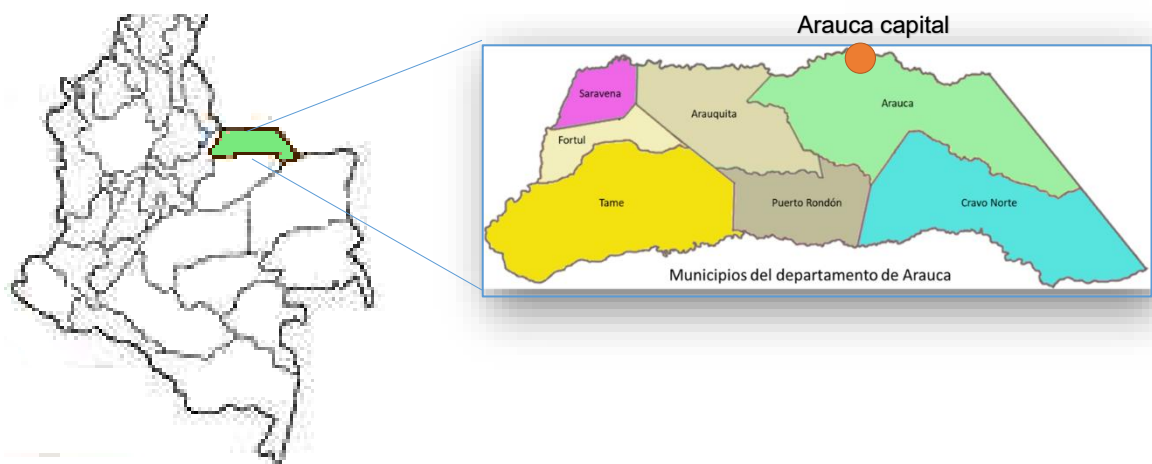 Arauca capital
Saravena
Arauquita
Arauca
Fortul
Tame
Puerto Rondón
Cravo Norte
Municipios del departamento de Arauca